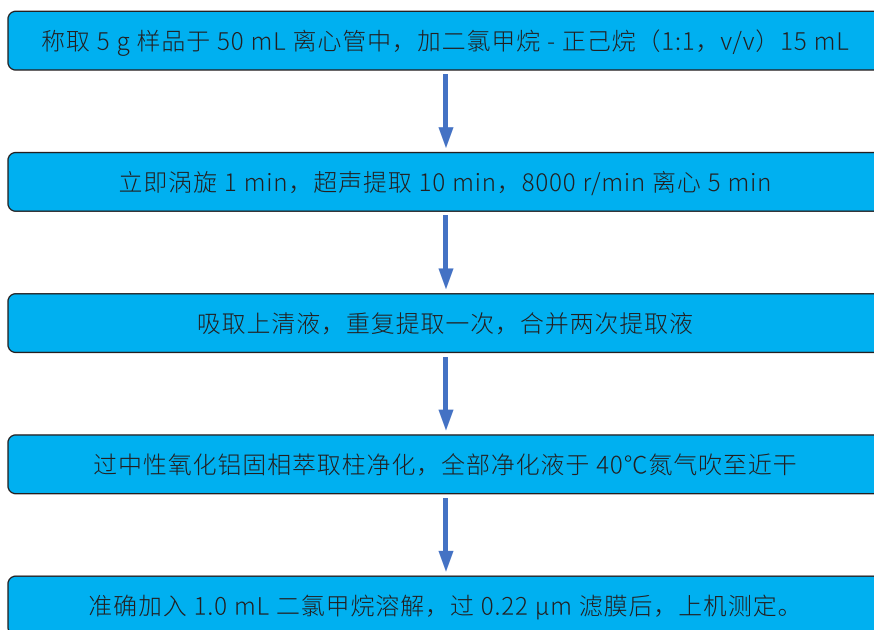 称取 5 g 样品于 50 mL 离心管中，加二氯甲烷 - 正己烷（1:1，v/v）15 mL
立即涡旋 1 min，超声提取 10 min，8000 r/min 离心 5 min
吸取上清液，重复提取一次，合并两次提取液
过中性氧化铝固相萃取柱净化，全部净化液于 40℃氮气吹至近干
准确加入 1.0 mL 二氯甲烷溶解，过 0.22 μm 滤膜后，上机测定。